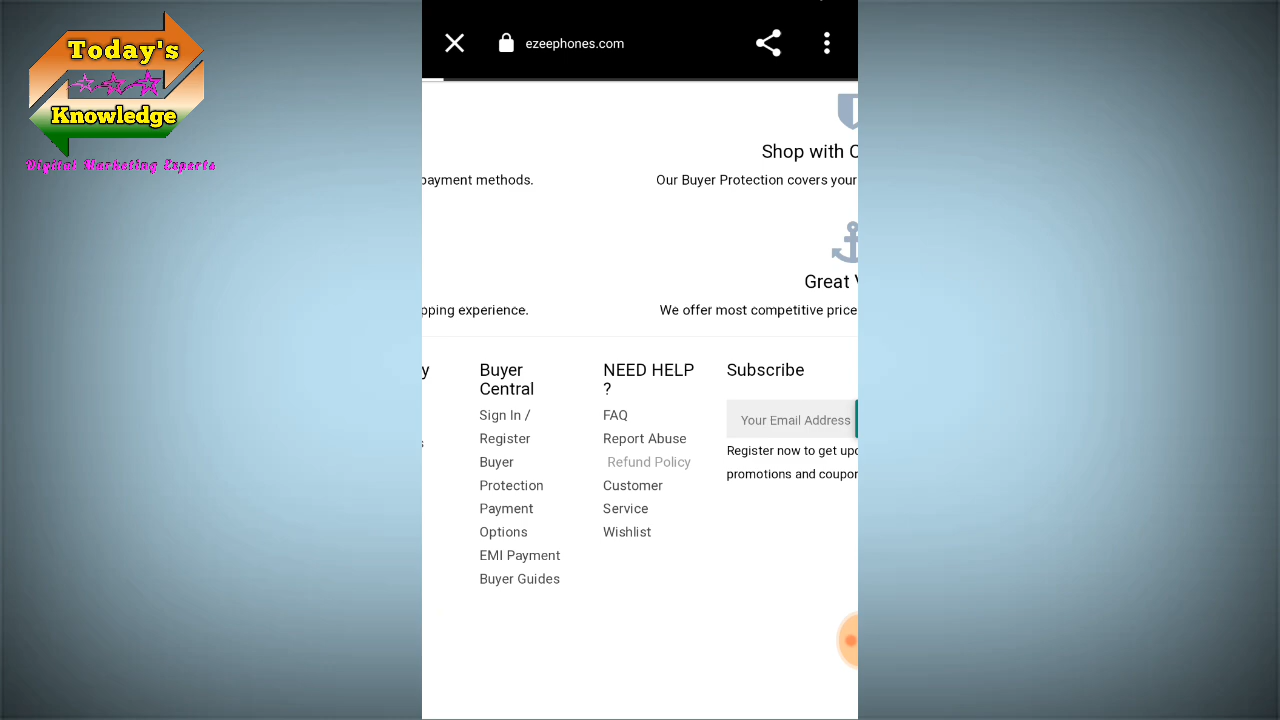 Today's
Knowledge
Digital Marketing Experts
ezeephones.com
Shop with C
payment methods.
Our Buyer Protection covers your
Great
pping experience.
We offer most competitive price
y
Buyer
Central
Sign In /
Register
Buyer
Protection
Payment
Options
EMI Payment
Buyer Guides
NEED HELP
?
FAQ
Report Abuse
Refund Policy
Customer
Service
Wishlist
Subscribe
Your Email Address
Register now to get upd
promotions and coupon
s